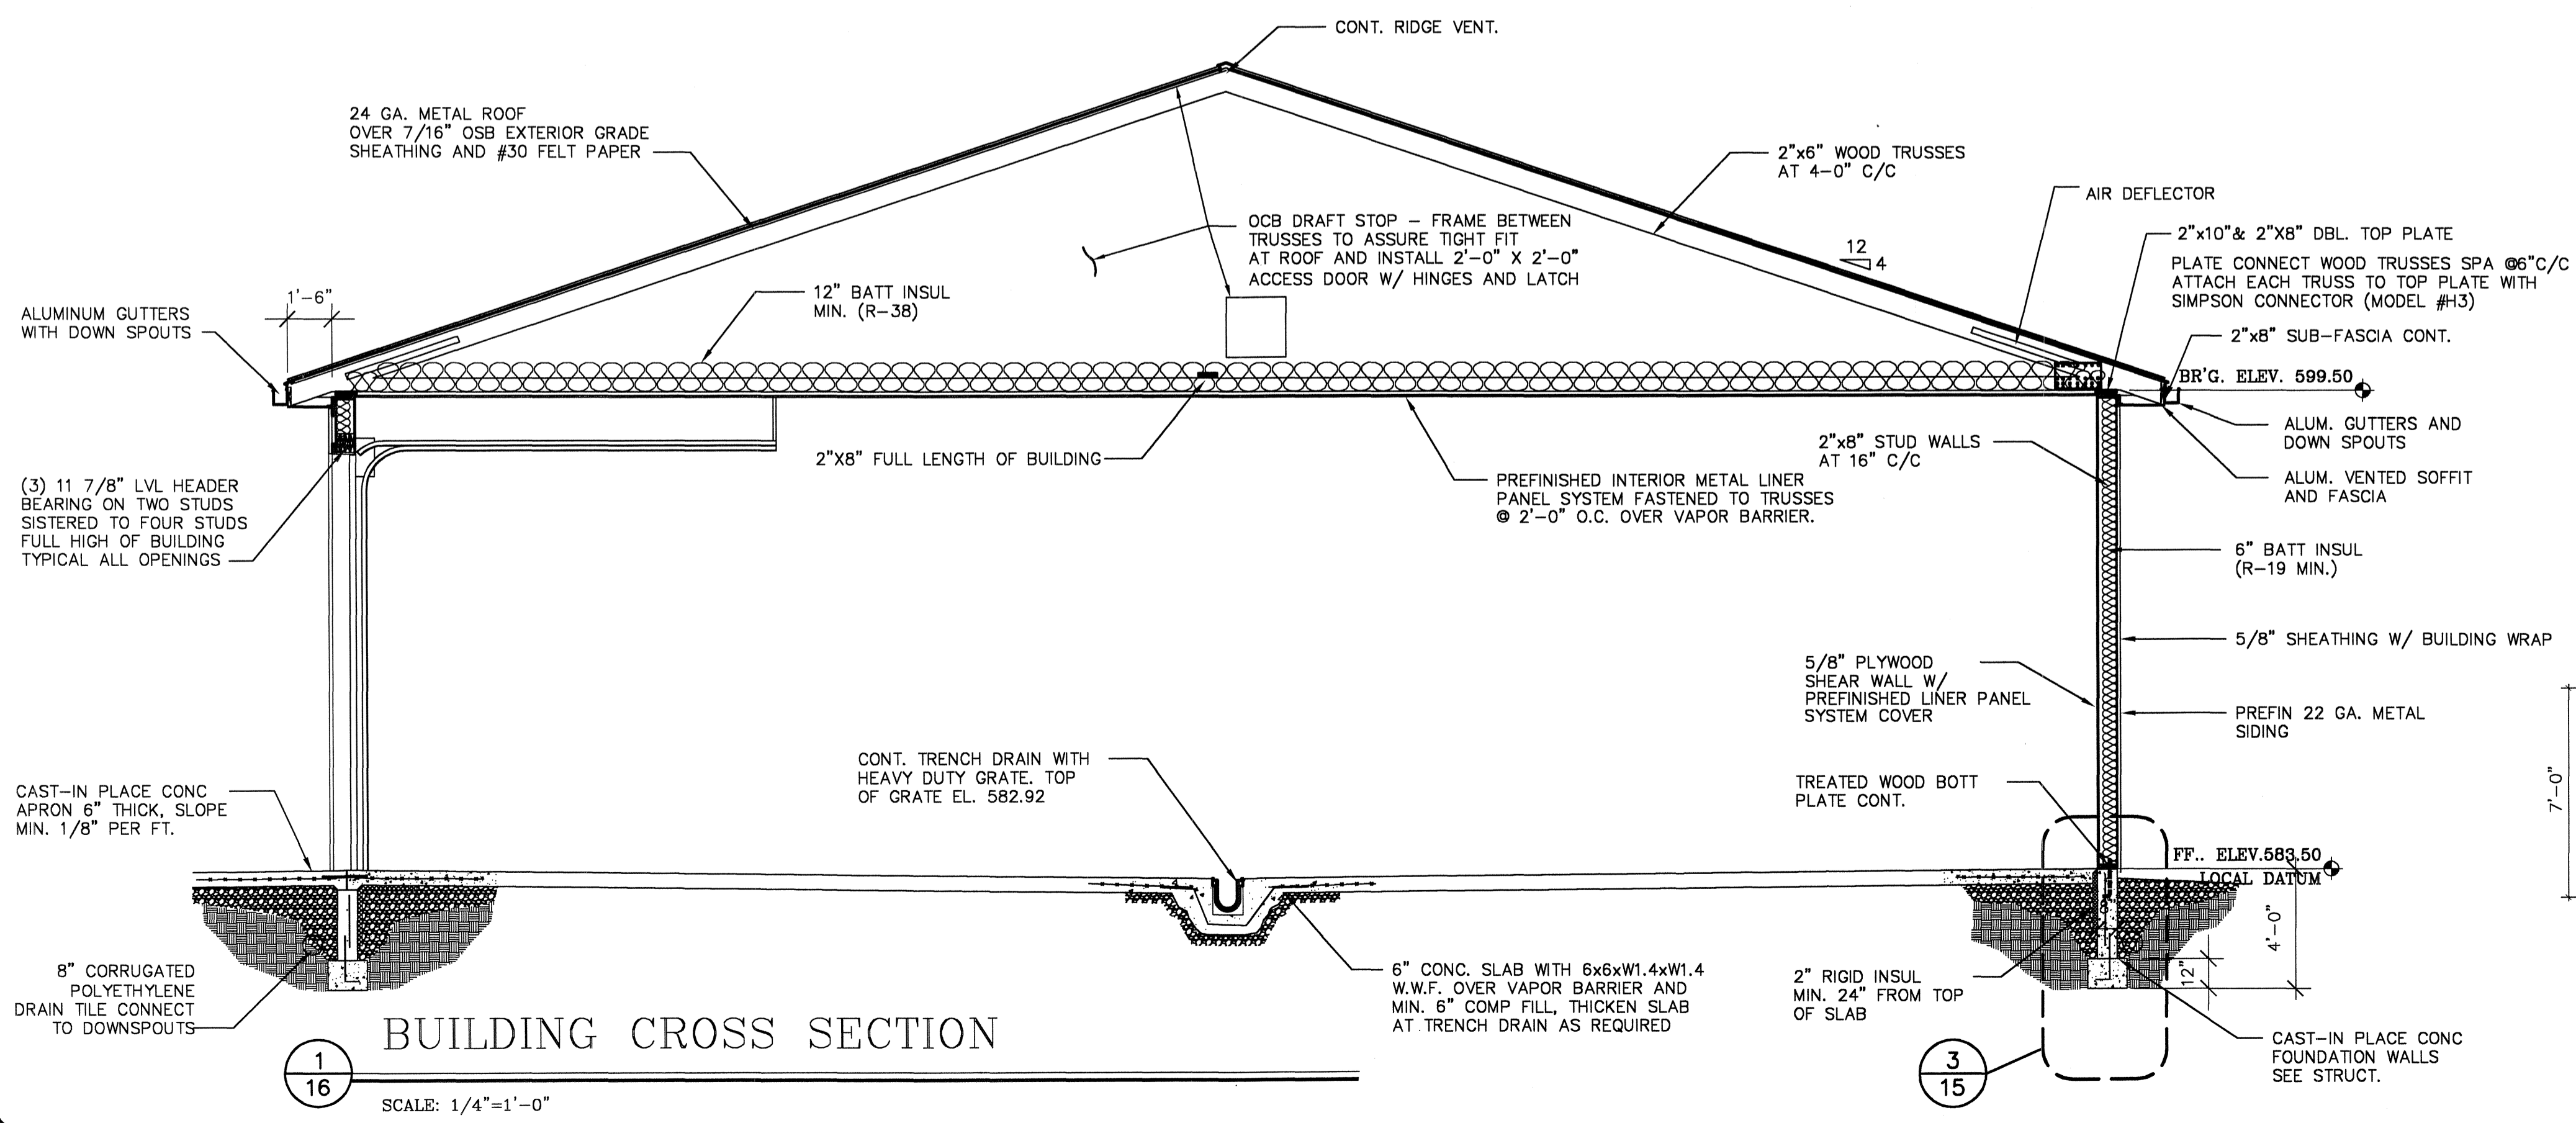 CONT. RIDGE VENT.
24 GA. METAL ROOF
OVER 7/16" OSB EXTERIOR GRADE
SHEATHING AND #30 FELT PAPER
2"x6" WOOD TRUSSES
AT 4-0" C/C
AIR DEFLECTOR
OCB DRAFT STOP - FRAME BETWEEN
TRUSSES TO ASSURE TIGHT FIT
AT ROOF AND INSTALL 2'-0" X 2'-0"
ACCESS DOOR W/ HINGES AND LATCH
12
4
2"x10"& 2"X8" DBL. TOP PLATE
PLATE CONNECT WOOD TRUSSES SPA @6"C/C
ATTACH EACH TRUSS TO TOP PLATE WITH
SIMPSON CONNECTOR (MODEL #H3)
1'-6"
12" BATT INSUL
MIN. (R-38)
ALUMINUM GUTTERS
WITH DOWN SPOUTS
2"x8" SUB-FASCIA CONT.
BR'G. ELEV. 599.50
ALUM. GUTTERS AND
DOWN SPOUTS
2"x8" STUD WALLS
AT 16" C/C
2"X8" FULL LENGTH OF BUILDING
PREFINISHED INTERIOR METAL LINER
PANEL SYSTEM FASTENED TO TRUSSES
@ 2'-0" O.C. OVER VAPOR BARRIER.
ALUM. VENTED SOFFIT
AND FASCIA
(3) 11 7/8" LVL HEADER
BEARING ON TWO STUDS
SISTERED TO FOUR STUDS
FULL HIGH OF BUILDING
TYPICAL ALL OPENINGS
6" BATT INSUL
(R-19 MIN.)
5/8" SHEATHING W/ BUILDING WRAP
5/8" PLYWOOD
SHEAR WALL W/
PREFINISHED LINER PANEL
SYSTEM COVER
PREFIN 22 GA. METAL
SIDING
7'-0"
CONT. TRENCH DRAIN WITH
HEAVY DUTY GRATE. TOP
OF GRATE EL. 582.92
TREATED WOOD BOTT
PLATE CONT.
CAST-IN PLACE CONC
APRON 6" THICK, SLOPE
MIN. 1/8" PER FT.
FF.. ELEV.583.50
LOCAL DATUM
4'-0"
12"
8" CORRUGATED
POLYETHYLENE
DRAIN TILE CONNECT
TO DOWNSPOUTS
6" CONC. SLAB WITH 6x6xW1.4xW1.4
W.W.F. OVER VAPOR BARRIER AND
MIN. 6" COMP FILL, THICKEN SLAB
AT TRENCH DRAIN AS REQUIRED
2" RIGID INSUL
MIN. 24" FROM TOP
OF SLAB
CAST-IN PLACE CONC
FOUNDATION WALLS
SEE STRUCT.
3
15
1
16
BUILDING CROSS SECTION
SCALE: 1/4"=1'-0"